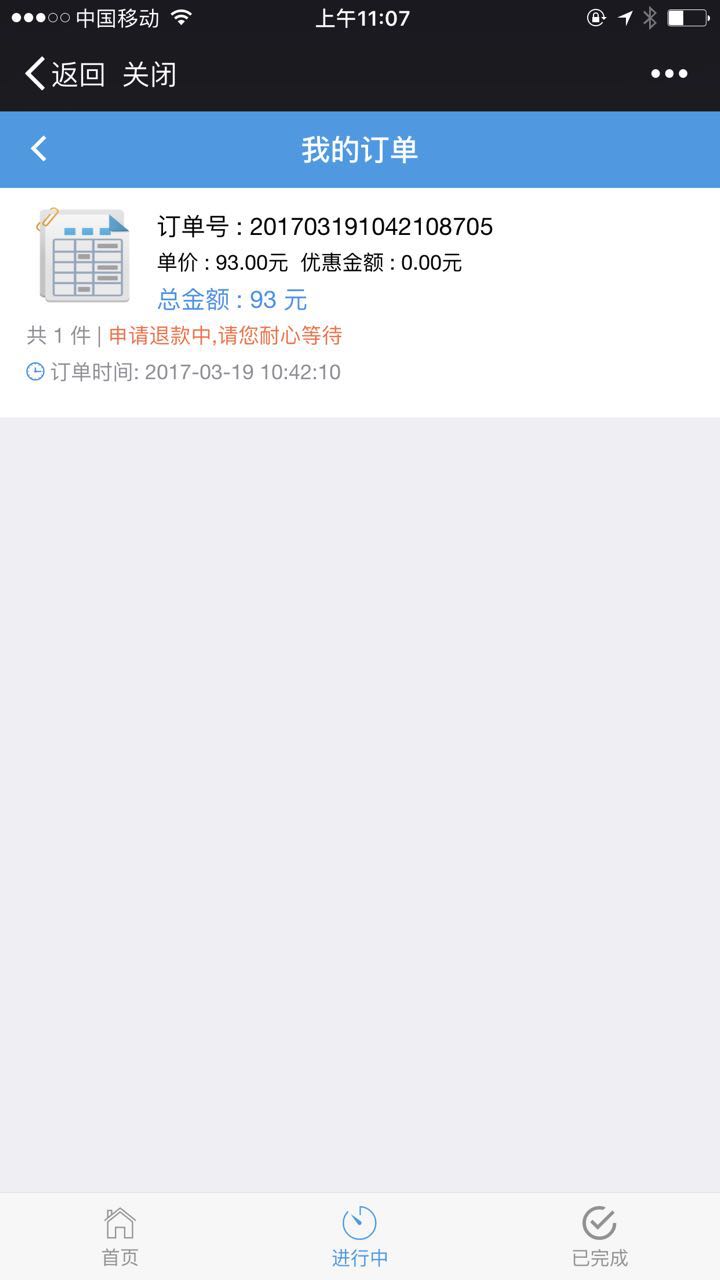 中国移动 上午11:07
返回 关闭
我的订单
订单号 : 201703191042108705
单价 : 93.00元 优惠金额 : 0.00元
总金额 : 93 元
共 1 件 | 申请退款中,请您耐心等待
订单时间: 2017-03-19 10:42:10
首页 进行中 已完成